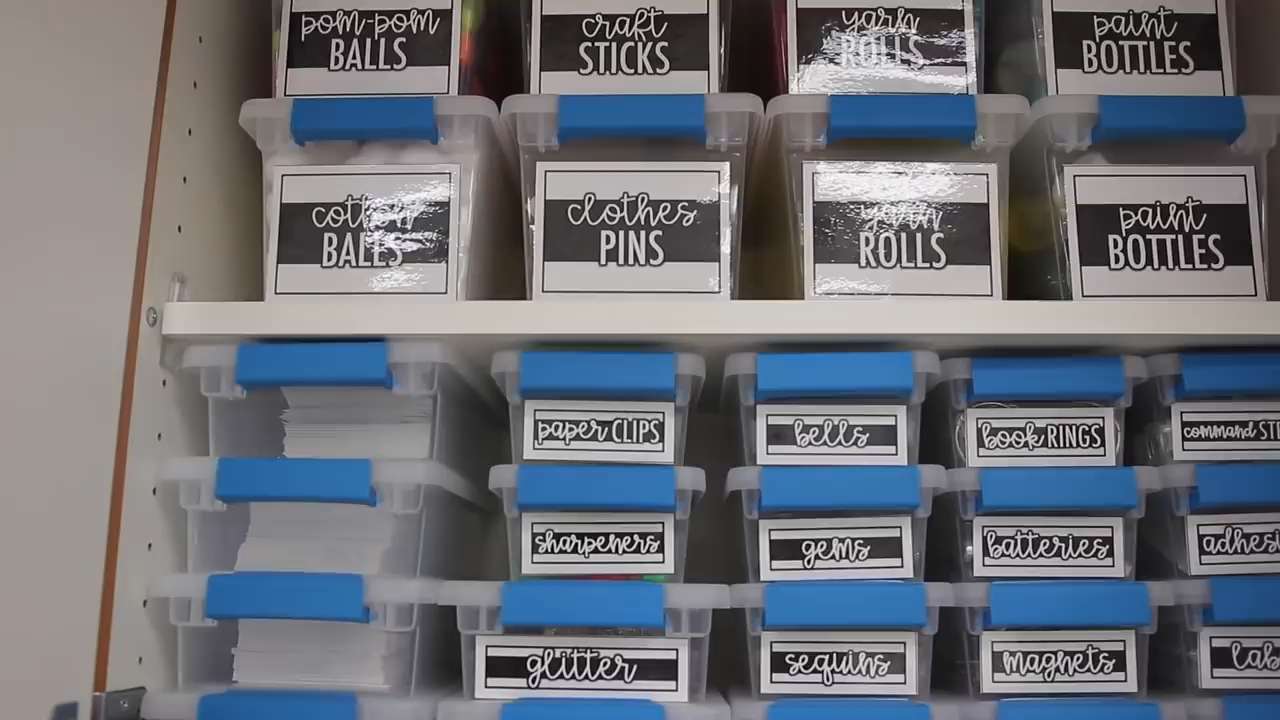 pom-pom
BALLS
craft
STICKS
yarn
ROLLS
paint
BOTTLES
cotton
BALLS
clothes
PINS
yarn
ROLLS
paint
BOTTLES
paper CLIPS
bells
book RINGS
command
sharpeners
gems
batteries
glitter
sequins
magnets